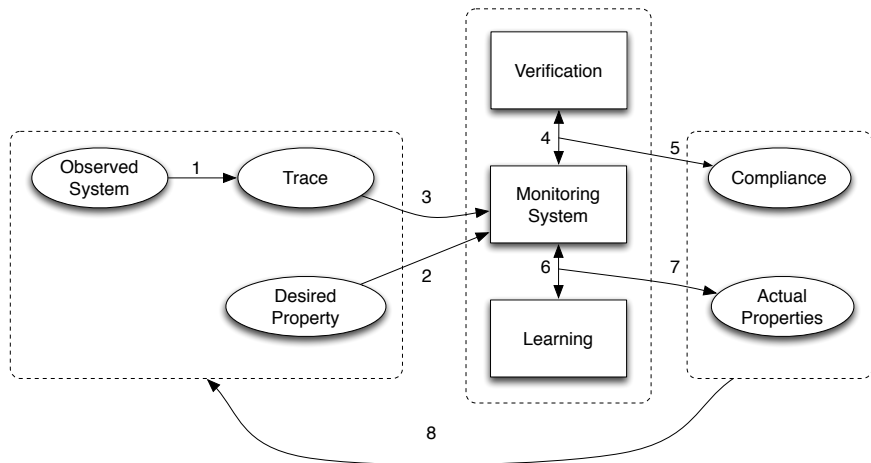 Verification
4
5
Observed
System
1
Trace
Compliance
3
Monitoring
System
2
6
7
Desired
Property
Actual
Properties
Learning
8